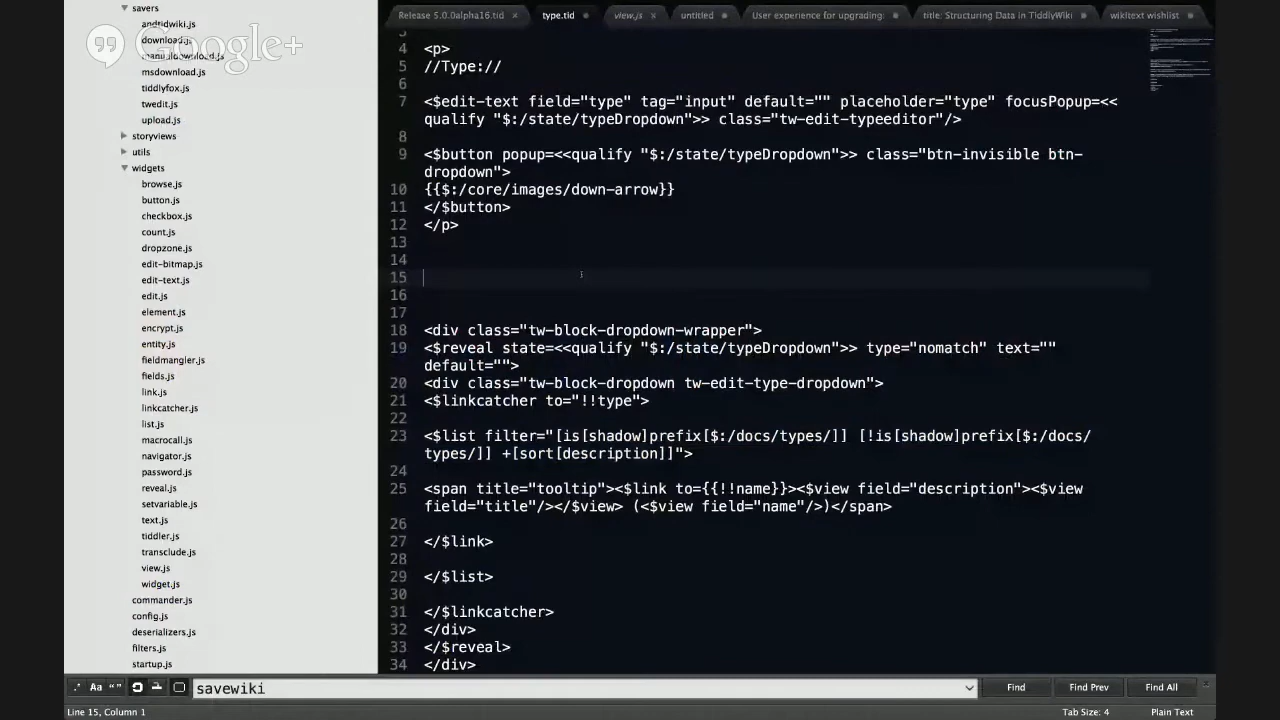 savers
andtidwiki.js
download.js
manualdownload.js
msdownload.js
tiddlyfox.js
twedit.js
upload.js
storyviews
utils
widgets
browse.js
button.js
checkbox.js
count.js
dropzone.js
edit-bitmap.js
edit-text.js
edit.js
element.js
encrypt.js
entity.js
fieldmangler.js
fields.js
link.js
linkcatcher.js
list.js
macrocall.js
navigator.js
password.js
reveal.js
setvariable.js
text.js
tiddler.js
transclude.js
view.js
widget.js
commander.js
config.js
deserializers.js
filters.js
startup.js
Google+
Release 5.0.0alpha16.tid
type.tid
view.js
untitled
User experience for upgrading:
title: Structuring Data in TiddlyWiki
wikitext wishlist
3
4 <p>
5 //Type://
6
7 <$edit-text field="type" tag="input" default="" placeholder="type" focusPopup=<<
qualify "$:/state/typeDropdown">> class="tw-edit-typeeditor"/>
8
9 <$button popup=<<qualify "$:/state/typeDropdown">> class="btn-invisible btn-
dropdown">
10 {{$:/core/images/down-arrow}}
11 </$button>
12 </p>
13
14
15
16
17
18 <div class="tw-block-dropdown-wrapper">
19 <$reveal state=<<qualify "$:/state/typeDropdown">> type="nomatch" text=""
default="">
20 <div class="tw-block-dropdown tw-edit-type-dropdown">
21 <$linkcatcher to="!!type">
22
23 <$list filter="[is[shadow]prefix[$:/docs/types/]] [!is[shadow]prefix[$:/docs/
types/]] +[sort[description]]">
24
25 <span title="tooltip"><$link to={{!!name}}><$view field="description"><$view
field="title"/></$view> (<$view field="name"/>)</span>
26
27 </$link>
28
29 </$list>
30
31 </$linkcatcher>
32 </div>
33 </$reveal>
34 </div>
.* Aa “”
savewiki
Find
Find Prev
Find All
Line 15, Column 1
Tab Size: 4
Plain Text